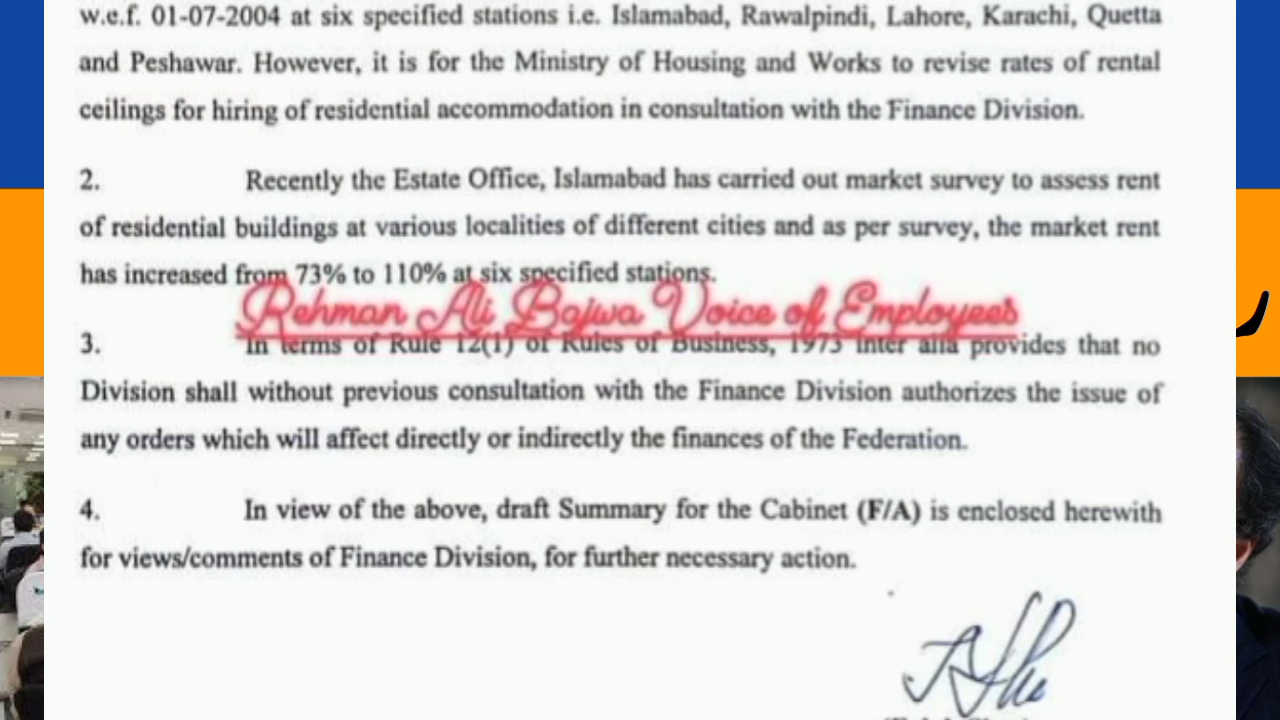 w.e.f. 01-07-2004 at six specified stations i.e. Islamabad, Rawalpindi, Lahore, Karachi, Quetta
and Peshawar. However, it is for the Ministry of Housing and Works to revise rates of rental
ceilings for hiring of residential accommodation in consultation with the Finance Division.
2. Recently the Estate Office, Islamabad has carried out market survey to assess rent
of residential buildings at various localities of different cities and as per survey, the market rent
has increased from 73% to 110% at six specified stations.
Rehman Ali Bajwa Voice of Employees
3. In terms of Rule 12(1) of Rules of Business, 1973 inter alia provides that no
Division shall without previous consultation with the Finance Division authorizes the issue of
any orders which will affect directly or indirectly the finances of the Federation.
4. In view of the above, draft Summary for the Cabinet (F/A) is enclosed herewith
for views/comments of Finance Division, for further necessary action.